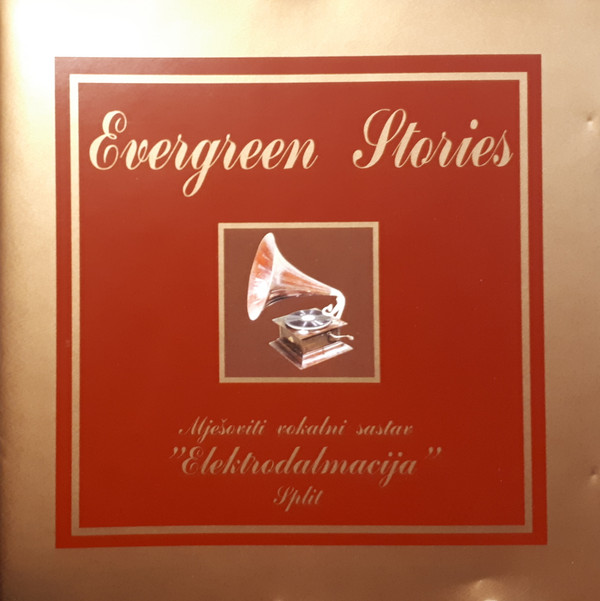 Evergreen Stories
Mješoviti vokalni sastav
"Elektrodalmacija"
Split